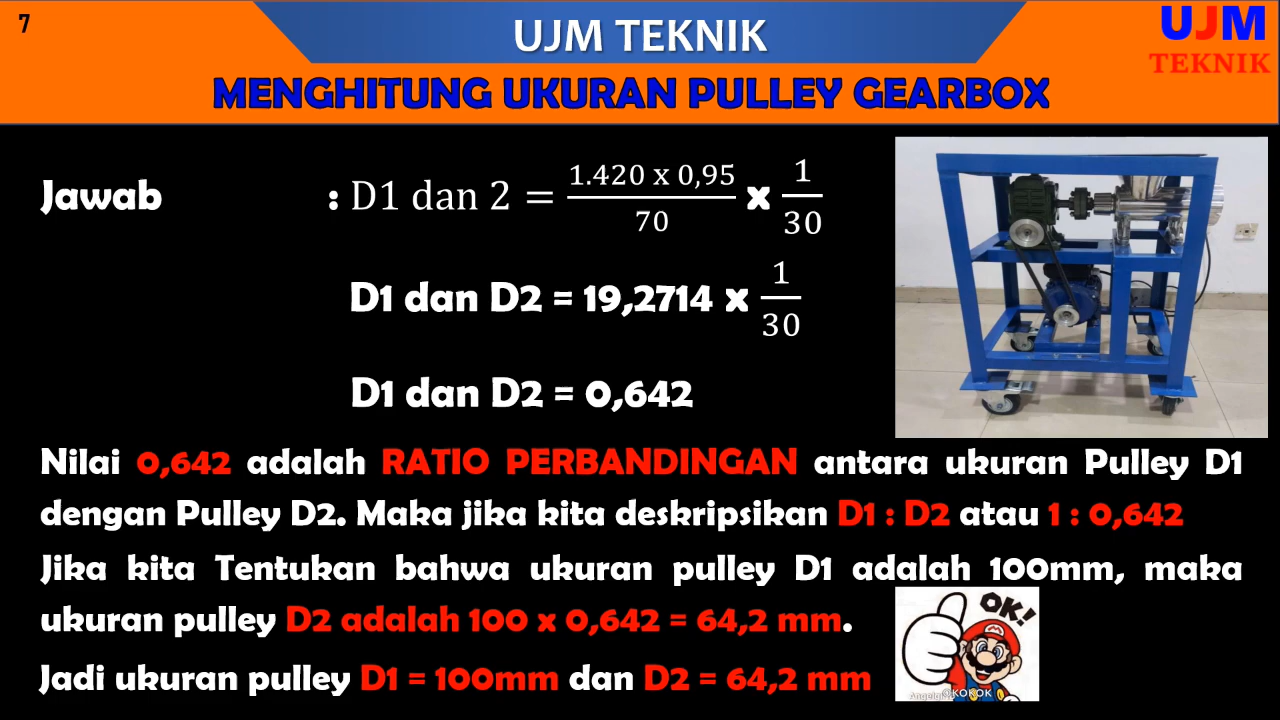 7
UJM TEKNIK
UJM
TEKNIK
MENGHITUNG UKURAN PULLEY GEARBOX
Jawab : D1 dan 2 = 1.420 x 0,95 / 70 x 1/30
D1 dan D2 = 19,2714 x 1/30
D1 dan D2 = 0,642
Nilai 0,642 adalah RATIO PERBANDINGAN antara ukuran Pulley D1
dengan Pulley D2. Maka jika kita deskripsikan D1 : D2 atau 1 : 0,642
Jika kita Tentukan bahwa ukuran pulley D1 adalah 100mm, maka
ukuran pulley D2 adalah 100 x 0,642 = 64,2 mm.
Jadi ukuran pulley D1 = 100mm dan D2 = 64,2 mm
OK!